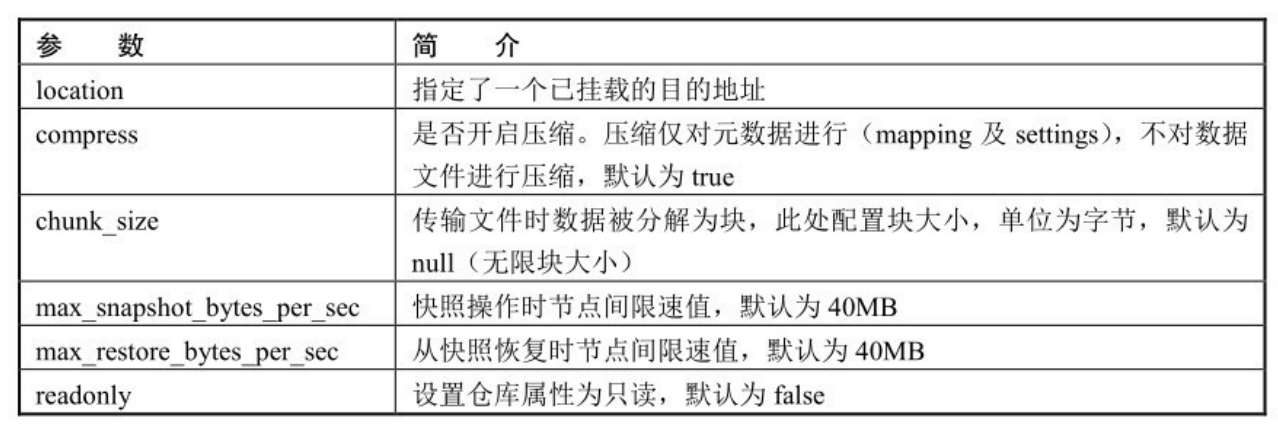 参 数 简 介
location 指定了一个已挂载的目的地址
compress 是否开启压缩。压缩仅对元数据进行（mapping 及 settings），不对数据
文件进行压缩，默认为 true
chunk_size 传输文件时数据被分解为块，此处配置块大小，单位为字节，默认为
null（无限块大小）
max_snapshot_bytes_per_sec 快照操作时节点间限速值，默认为 40MB
max_restore_bytes_per_sec 从快照恢复时节点间限速值，默认为 40MB
readonly 设置仓库属性为只读，默认为 false